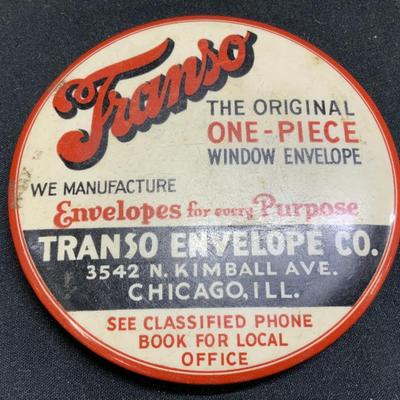 Transo
THE ORIGINAL
ONE-PIECE
WINDOW ENVELOPE
WE MANUFACTURE
Envelopes for every Purpose
TRANSO ENVELOPE CO.
3542 N. KIMBALL AVE.
CHICAGO, ILL.
SEE CLASSIFIED PHONE
BOOK FOR LOCAL
OFFICE